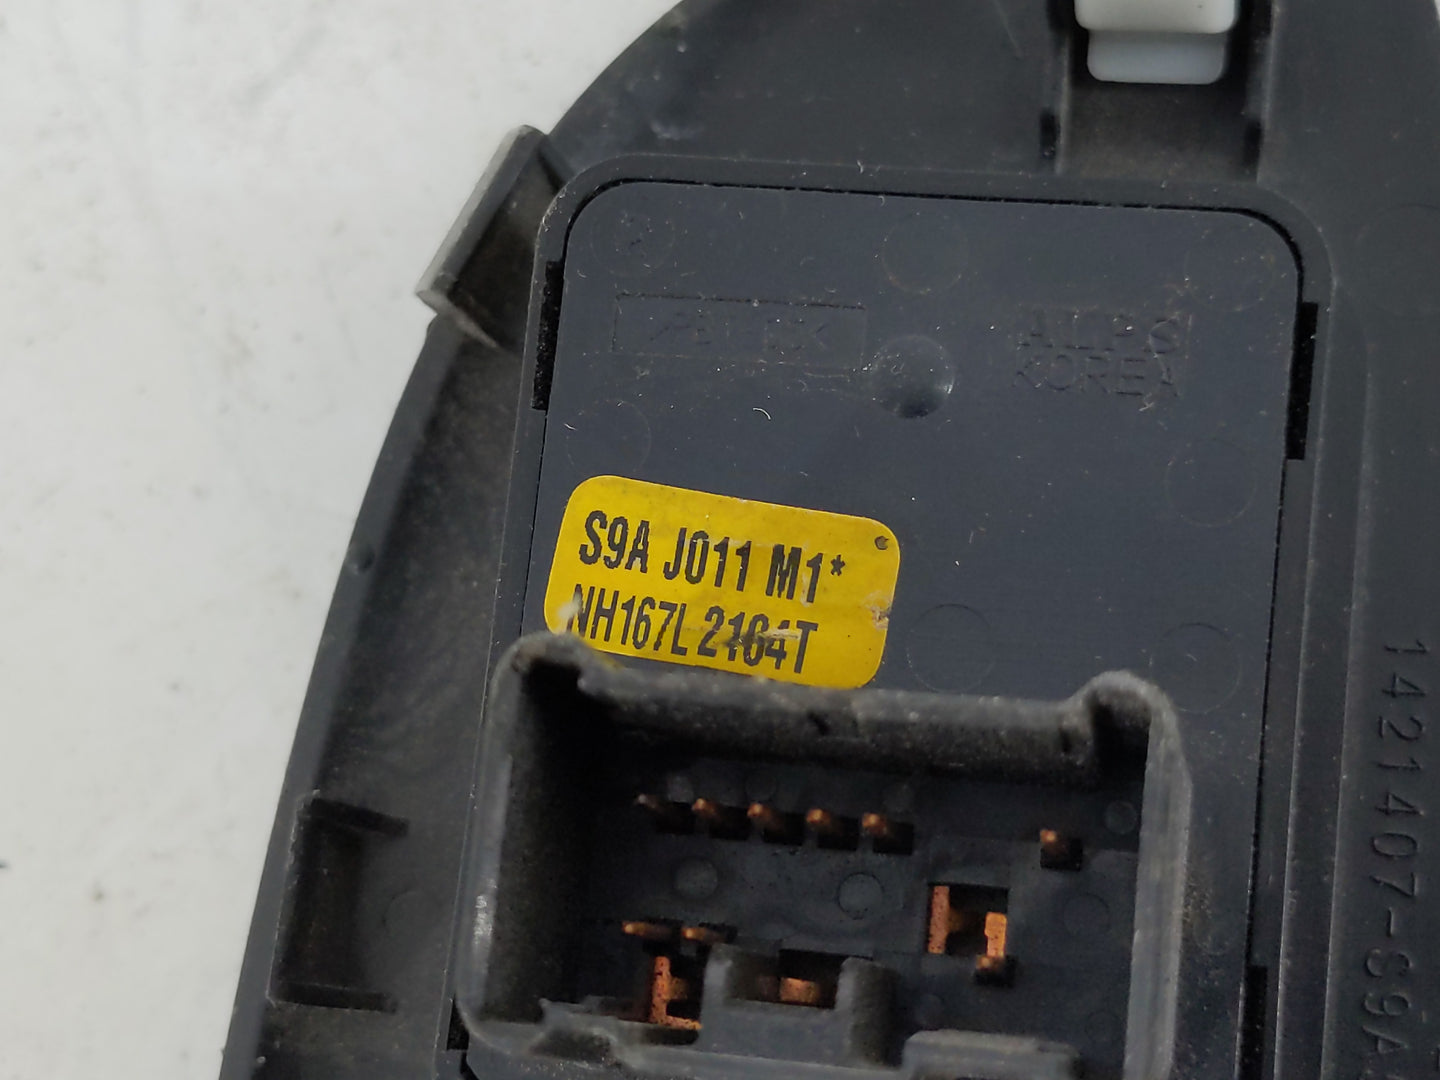 ALPS
KOREA
S9A J011 M1*
NH167L 2164T
1421407-S9A